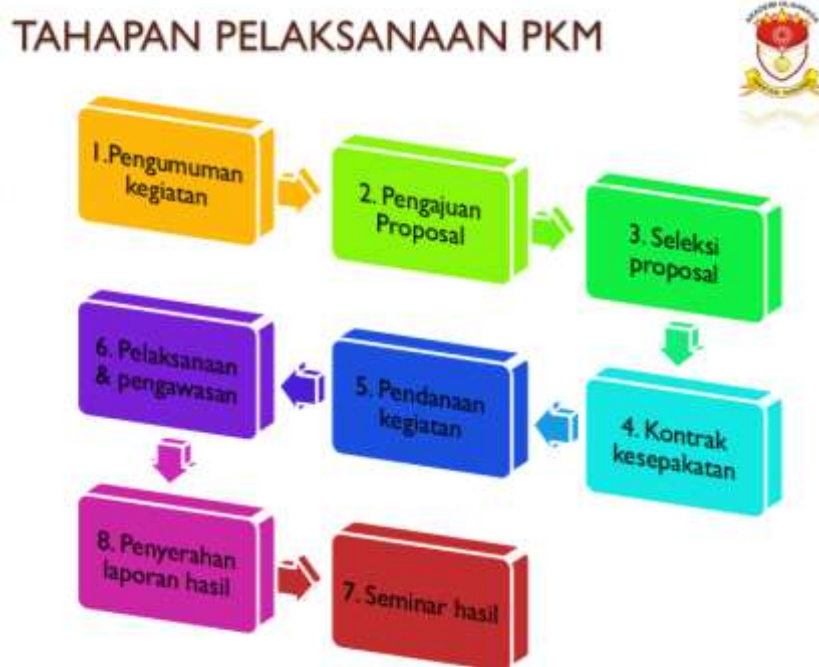 TAHAPAN PELAKSANAAN PKM
1.Pengumuman
kegiatan
2. Pengajuan
Proposal
3. Seleksi
proposal
4. Kontrak
kesepakatan
5. Pendanaan
kegiatan
6. Pelaksanaan
& pengawasan
8. Penyerahan
laporan hasil
7. Seminar hasil